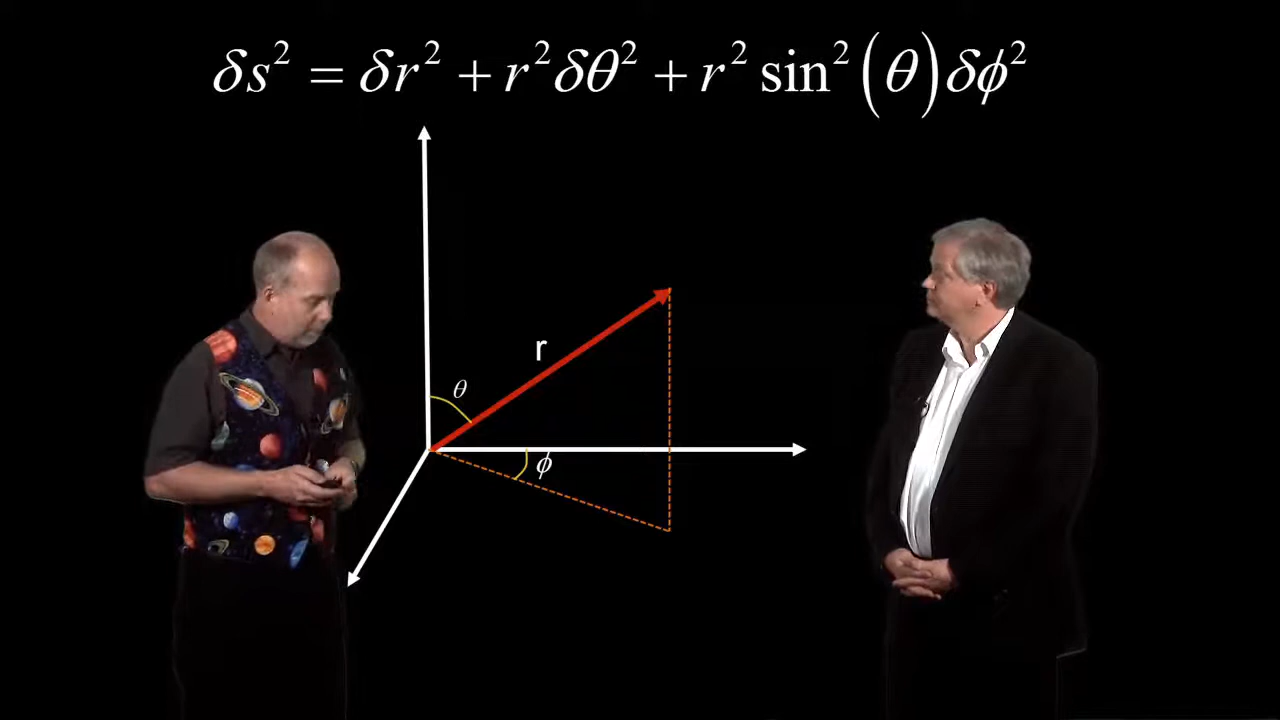 δs² = δr² + r²δθ² + r² sin²(θ)δϕ²
r
θ
ϕ